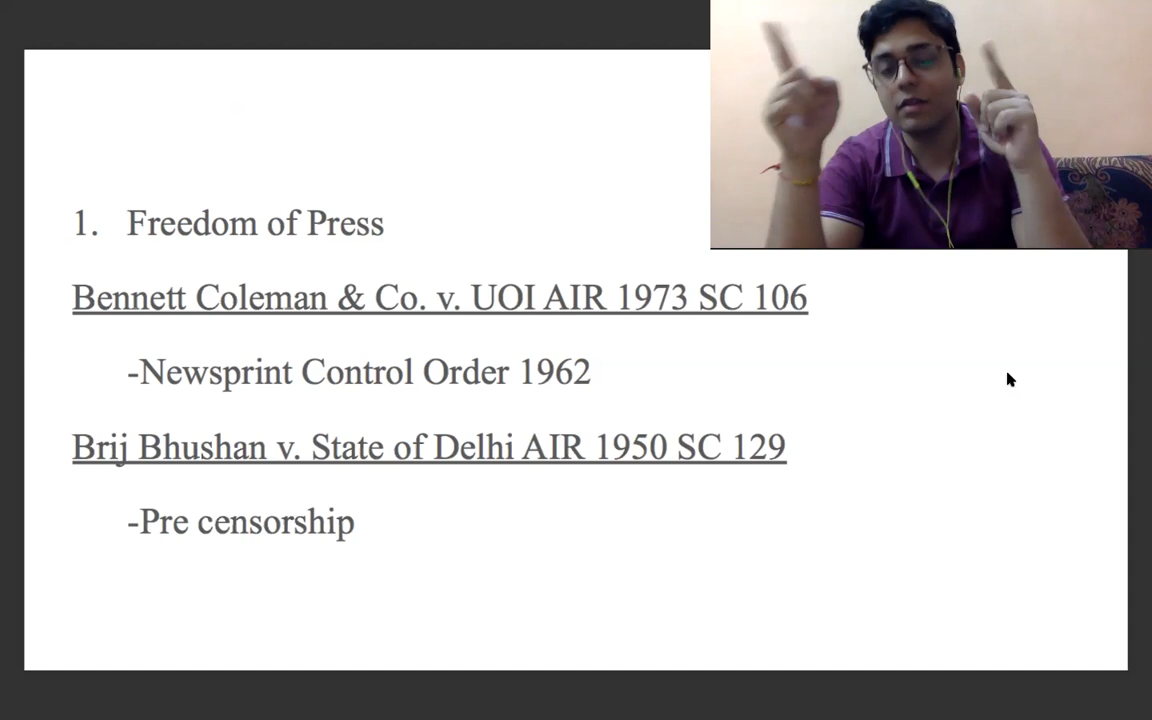 1. Freedom of Press
Bennett Coleman & Co. v. UOI AIR 1973 SC 106
-Newsprint Control Order 1962
Brij Bhushan v. State of Delhi AIR 1950 SC 129
-Pre censorship